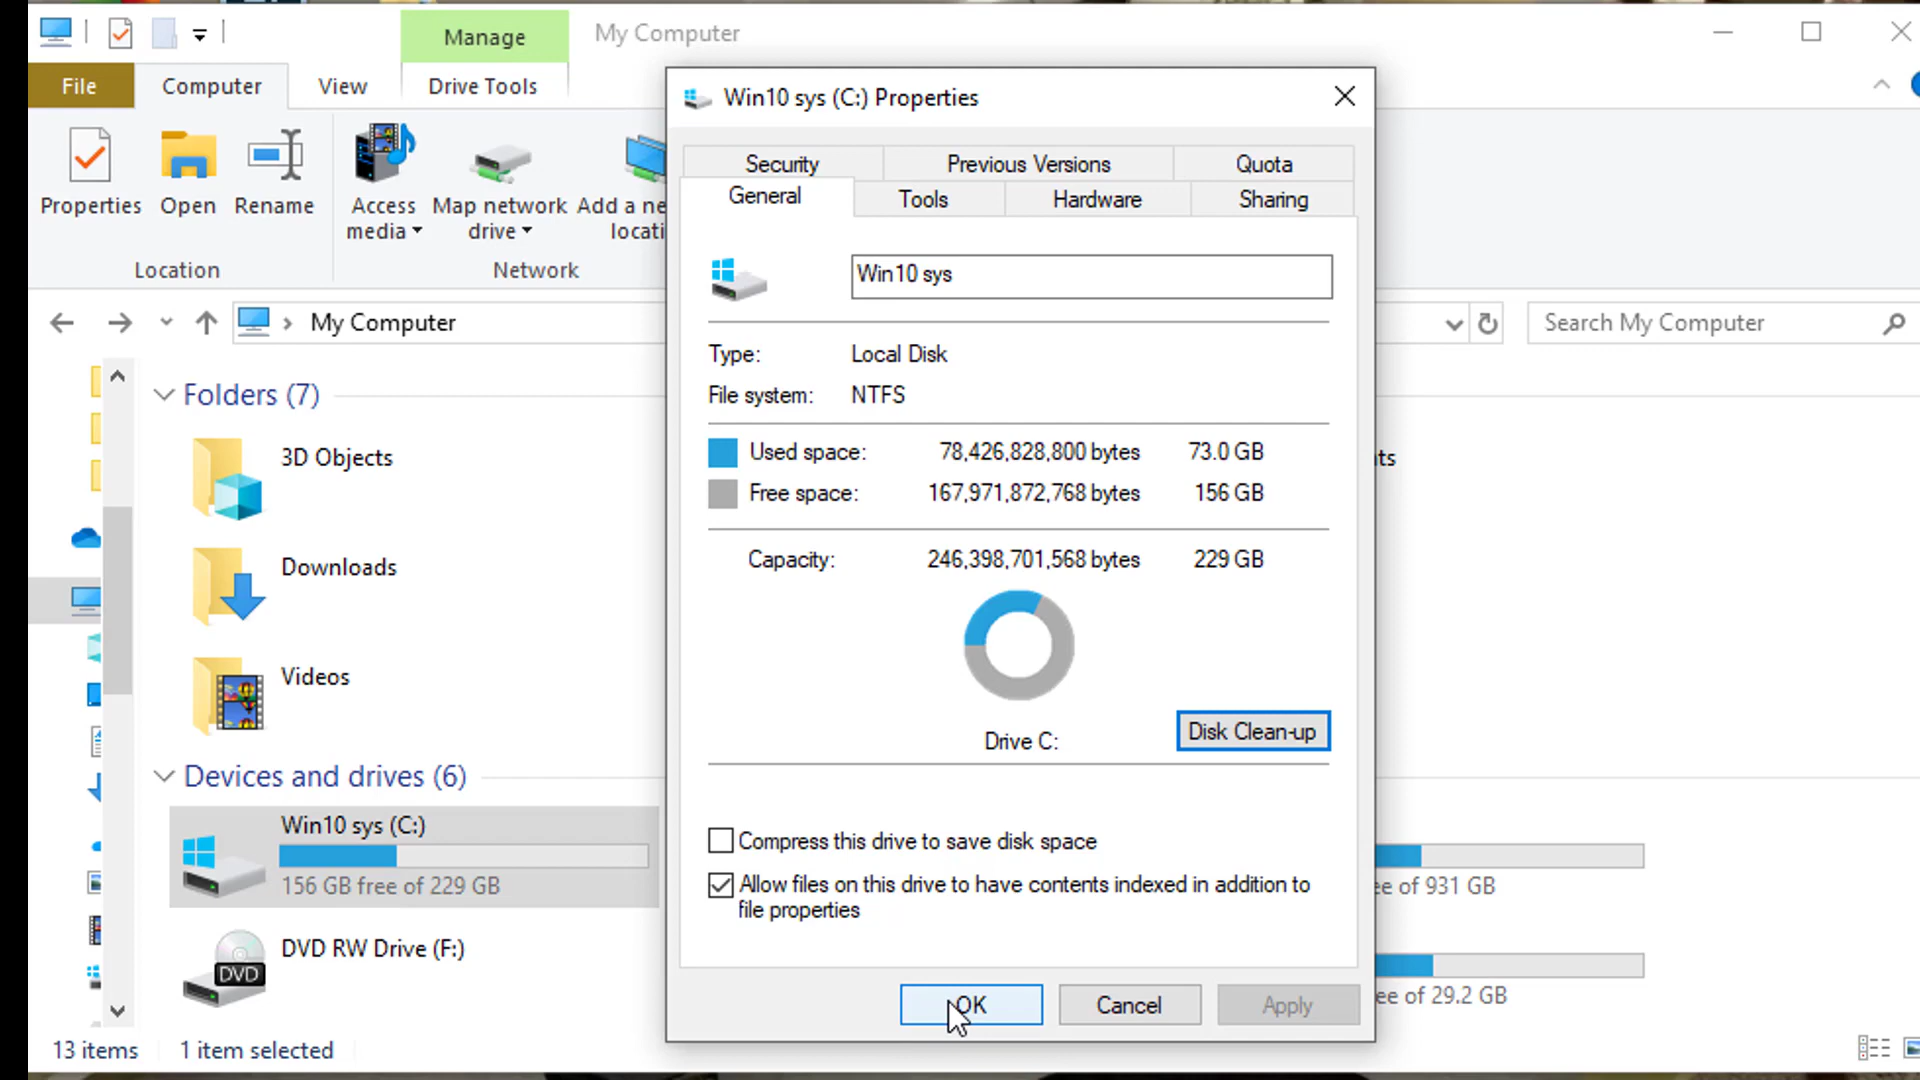 Manage
My Computer
File
Computer
View
Drive Tools
Properties
Open
Rename
Access media
Map network drive
Add a ne
locati
Location
Network
My Computer
Search My Computer
Folders (7)
3D Objects
Downloads
Videos
Devices and drives (6)
Win10 sys (C:)
156 GB free of 229 GB
DVD RW Drive (F:)
DVD
13 items
1 item selected
Win10 sys (C:) Properties
Security
Previous Versions
Quota
General
Tools
Hardware
Sharing
Win10 sys
Type: Local Disk
File system: NTFS
Used space: 78,426,828,800 bytes 73.0 GB
Free space: 167,971,872,768 bytes 156 GB
Capacity: 246,398,701,568 bytes 229 GB
Drive C:
Disk Clean-up
Compress this drive to save disk space
Allow files on this drive to have contents indexed in addition to
file properties
OK
Cancel
Apply
ts
ee of 931 GB
ee of 29.2 GB